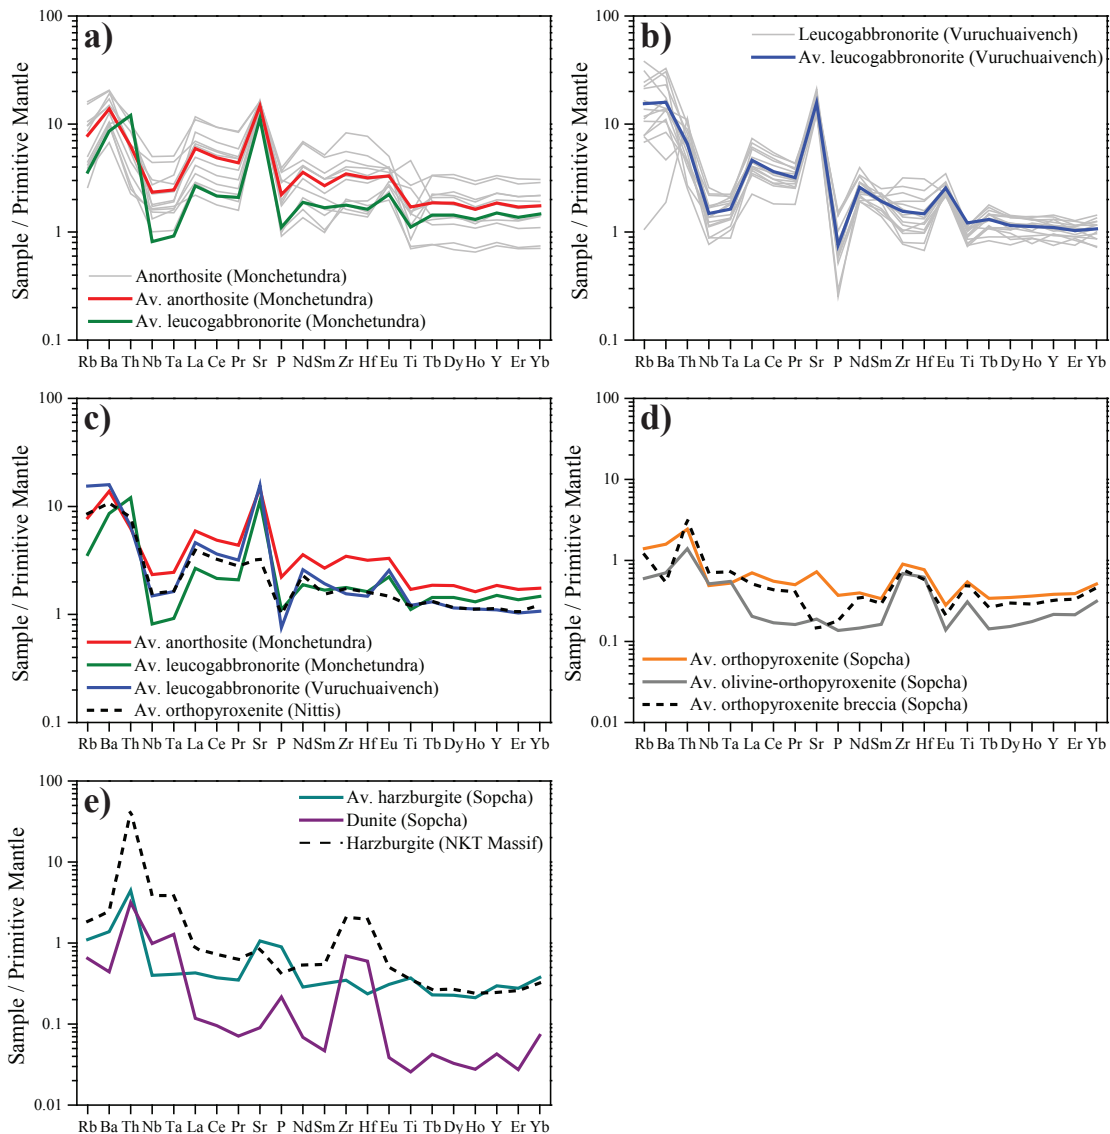 a)
100
10
1
0.1
Sample / Primitive Mantle
Anorthosite (Monchetundra)
Av. anorthosite (Monchetundra)
Av. leucogabbronorite (Monchetundra)
Rb Ba Th Nb Ta La Ce Pr Sr P Nd Sm Zr Hf Eu Ti Tb Dy Ho Y Er Yb
b)
100
10
1
0.1
Sample / Primitive Mantle
Leucogabbronorite (Vuruchuaivench)
Av. leucogabbronorite (Vuruchuaivench)
Rb Ba Th Nb Ta La Ce Pr Sr P Nd Sm Zr Hf Eu Ti Tb Dy Ho Y Er Yb
c)
100
10
1
0.1
Sample / Primitive Mantle
Av. anorthosite (Monchetundra)
Av. leucogabbronorite (Monchetundra)
Av. leucogabbronorite (Vuruchuaivench)
Av. orthopyroxenite (Nittis)
Rb Ba Th Nb Ta La Ce Pr Sr P Nd Sm Zr Hf Eu Ti Tb Dy Ho Y Er Yb
d)
100
10
1
0.1
0.01
Sample / Primitive Mantle
Av. orthopyroxenite (Sopcha)
Av. olivine-orthopyroxenite (Sopcha)
Av. orthopyroxenite breccia (Sopcha)
Rb Ba Th Nb Ta La Ce Pr Sr P Nd Sm Zr Hf Eu Ti Tb Dy Ho Y Er Yb
e)
100
10
1
0.1
0.01
Sample / Primitive Mantle
Av. harzburgite (Sopcha)
Dunite (Sopcha)
Harzburgite (NKT Massif)
Rb Ba Th Nb Ta La Ce Pr Sr P Nd Sm Zr Hf Eu Ti Tb Dy Ho Y Er Yb